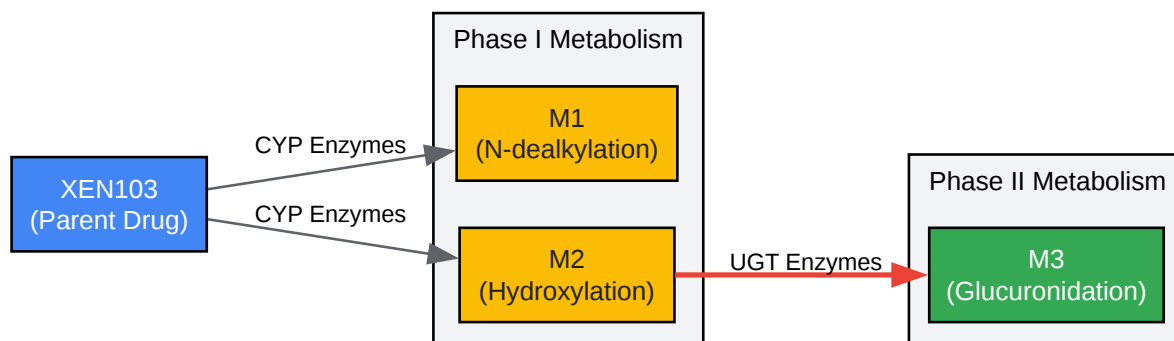 Phase I Metabolism
M1
(N-dealkylation)
CYP Enzymes
XEN103
(Parent Drug)
CYP Enzymes
M2
(Hydroxylation)
UGT Enzymes
Phase II Metabolism
M3
(Glucuronidation)